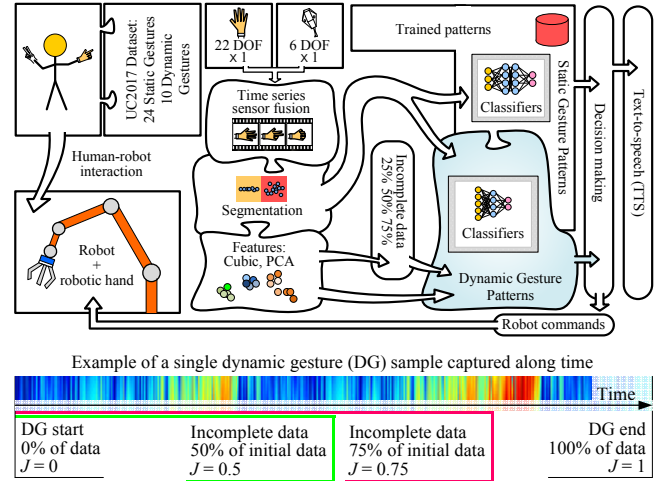 UC2017 Dataset:
24 Static Gestures
10 Dynamic
Gestures
22 DOF
x 1
6 DOF
x 1
Trained patterns
Time series
sensor fusion
Classifiers
Static Gesture Patterns
Decision making
Text-to-speech (TTS)
Human-robot
interaction
Incomplete data
25% 50% 75%
Segmentation
Classifiers
Robot
+
robotic hand
Features:
Cubic, PCA
Dynamic Gesture
Patterns
Robot commands
Example of a single dynamic gesture (DG) sample captured along time
Time
DG start
0% of data
J = 0
Incomplete data
50% of initial data
J = 0.5
Incomplete data
75% of initial data
J = 0.75
DG end
100% of data
J = 1